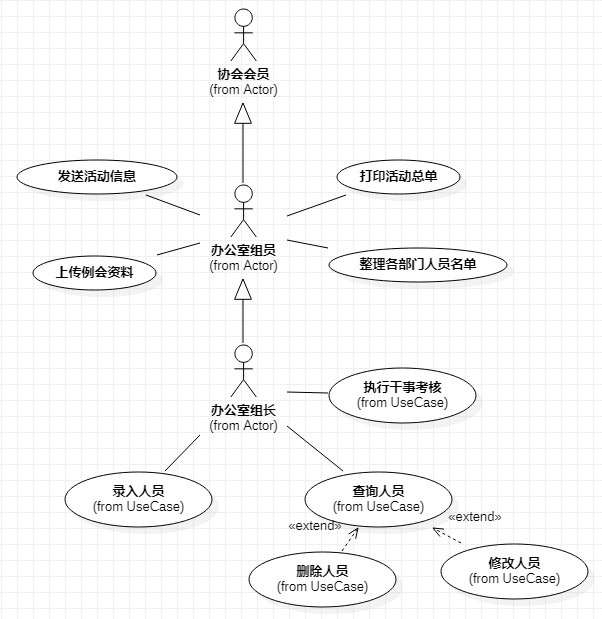 协会会员
(from Actor)
发送活动信息
打印活动总单
办公室组员
(from Actor)
上传例会资料
整理各部门人员名单
办公室组长
(from Actor)
执行干事考核
(from UseCase)
录入人员
(from UseCase)
查询人员
(from UseCase)
«extend»
«extend»
删除人员
(from UseCase)
修改人员
(from UseCase)